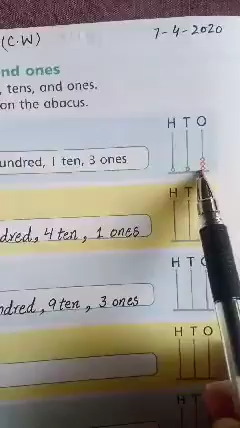 (C.W)
7-4-2020
nd ones
, tens, and ones.
on the abacus.
H T O
undred, 1 ten, 3 ones
H T
dred, 4 ten, 1 ones
H T
ndred, 9 ten, 3 ones
H T O
H T